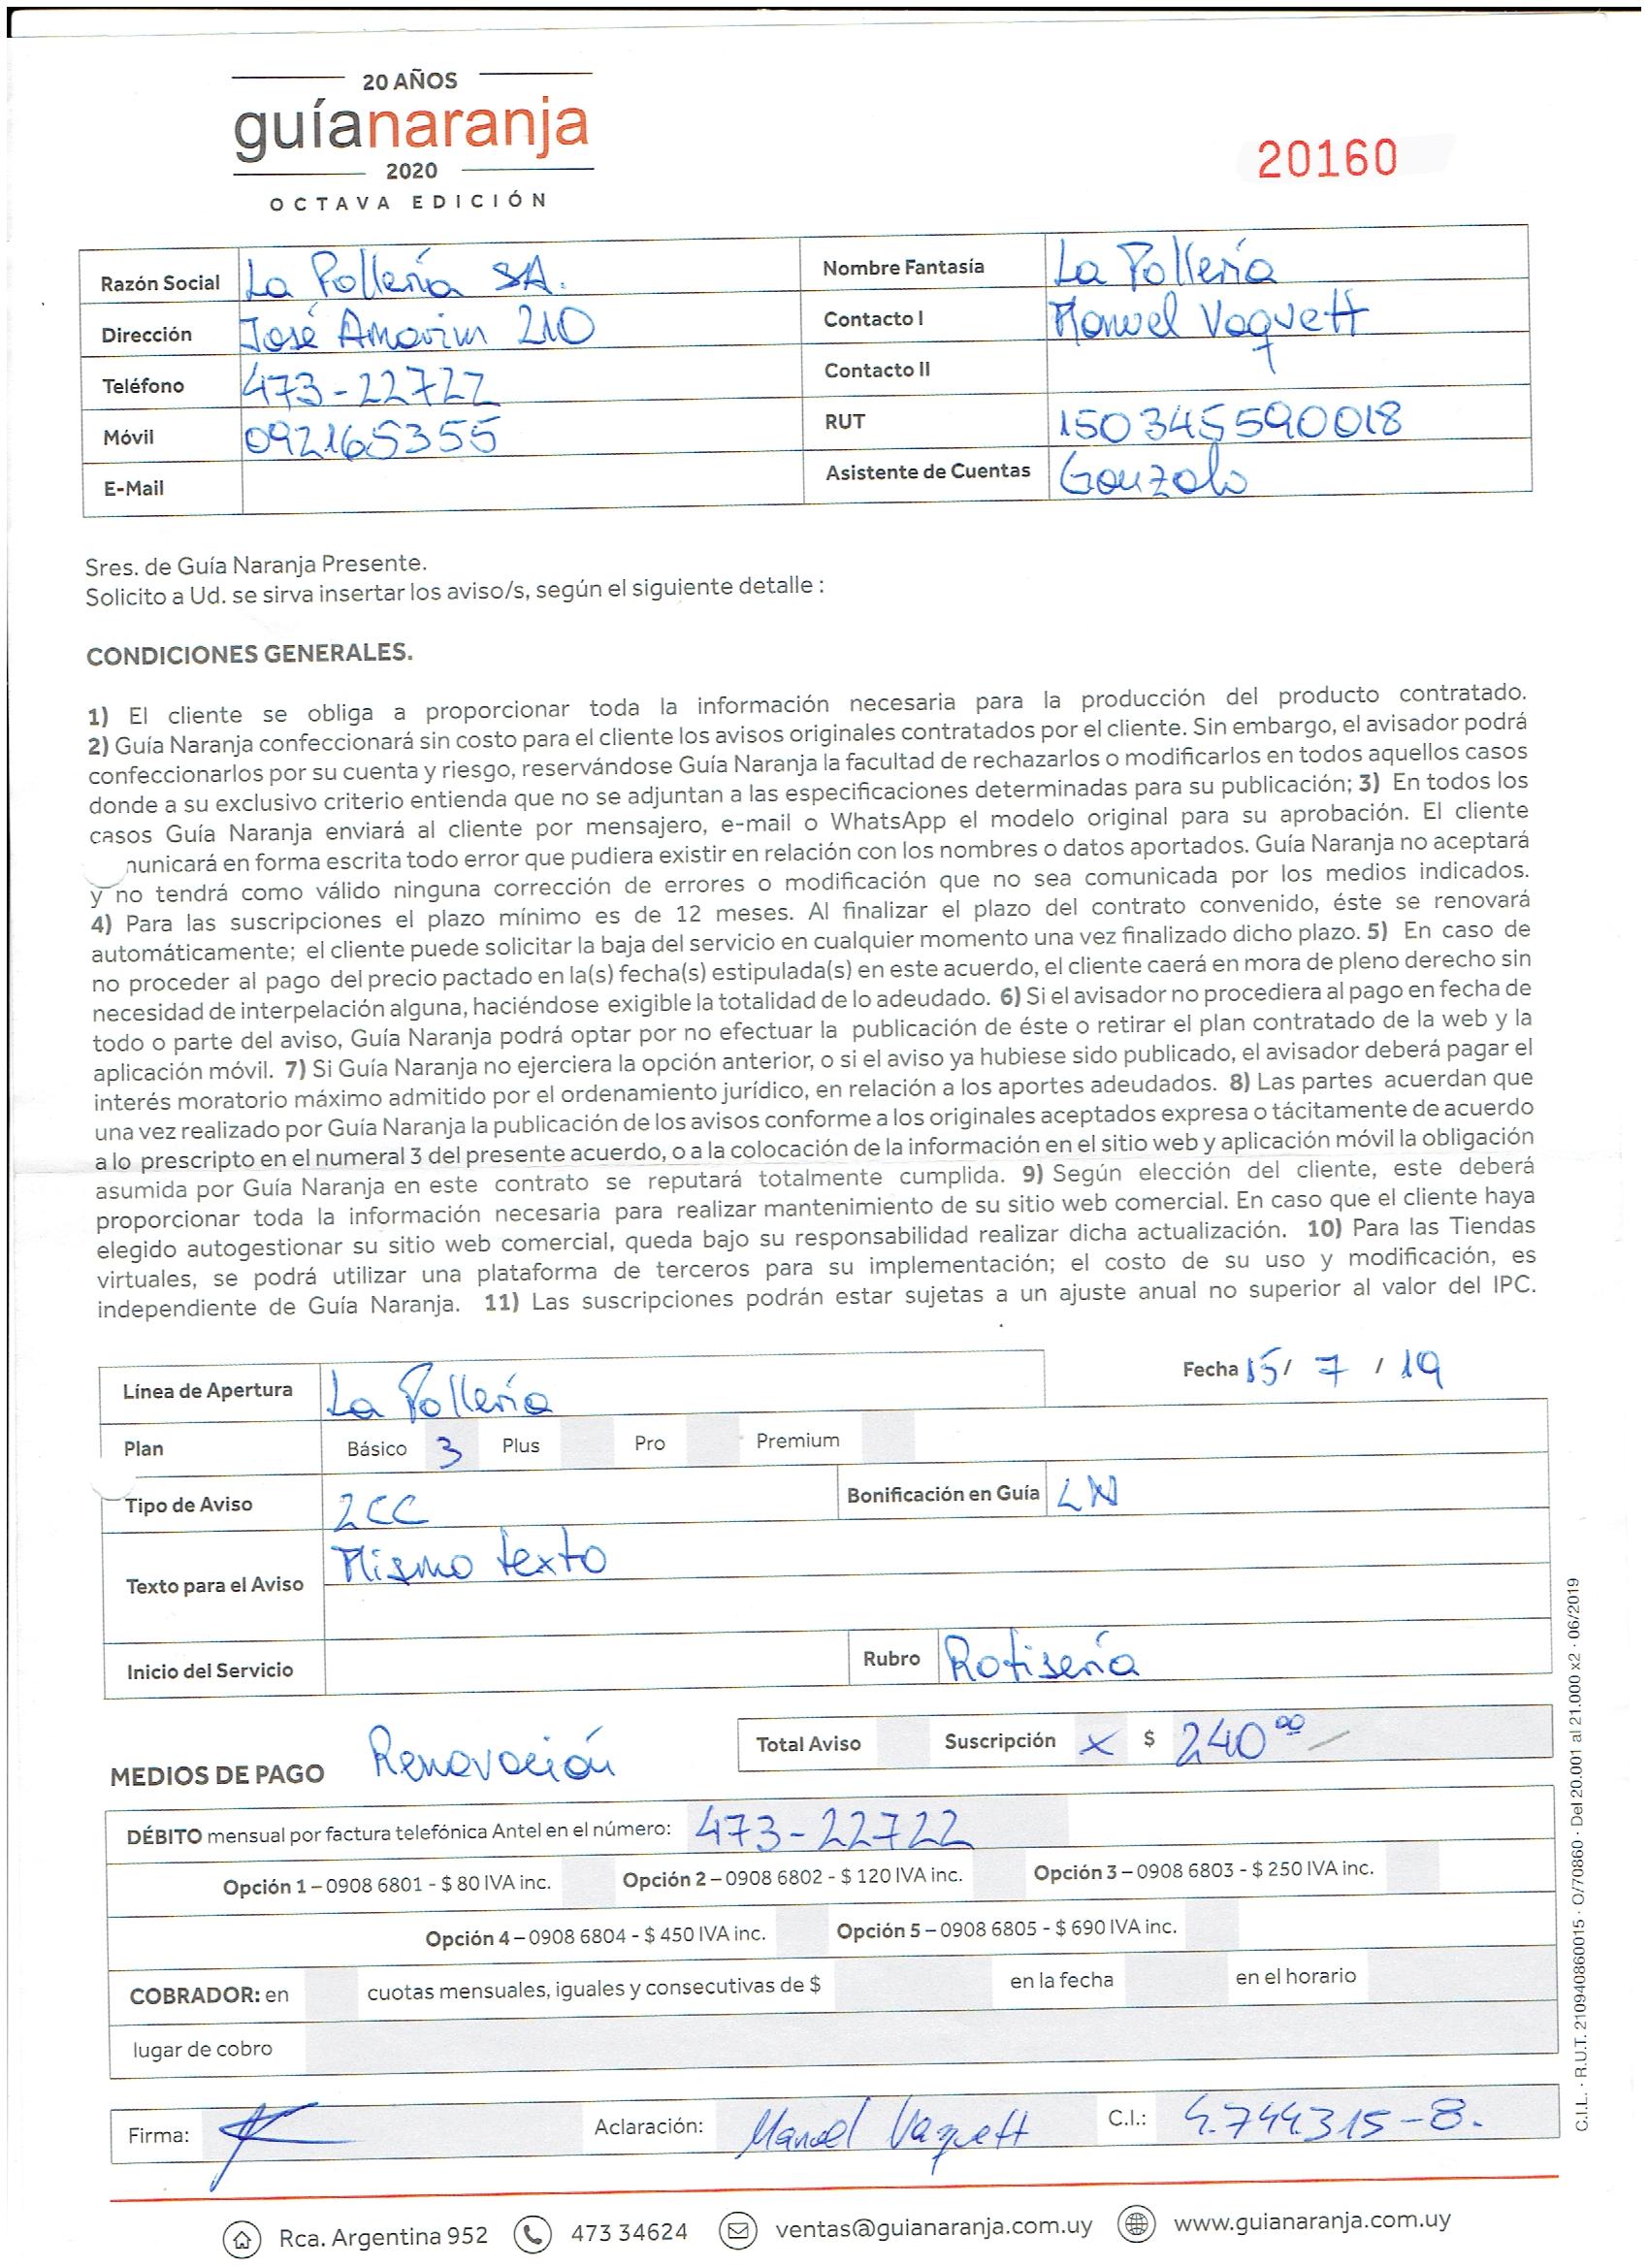 20 AÑOS
guíanaranja
2020
OCTAVA EDICIÓN
20160
Razón Social La Pollería SA. Nombre Fantasía La Pollería
Dirección José Amorim 210 Contacto I Manuel Vaquett
Teléfono 473-22722 Contacto II
Móvil 092165355 RUT 150345590018
E-Mail Asistente de Cuentas Gonzalo
Sres. de Guía Naranja Presente.
Solicito a Ud. se sirva insertar los aviso/s, según el siguiente detalle :
CONDICIONES GENERALES.
1) El cliente se obliga a proporcionar toda la información necesaria para la producción del producto contratado.
2) Guía Naranja confeccionará sin costo para el cliente los avisos originales contratados por el cliente. Sin embargo, el avisador podrá
confeccionarlos por su cuenta y riesgo, reservándose Guía Naranja la facultad de rechazarlos o modificarlos en todos aquellos casos
donde a su exclusivo criterio entienda que no se adjuntan a las especificaciones determinadas para su publicación; 3) En todos los
casos Guía Naranja enviará al cliente por mensajero, e-mail o WhatsApp el modelo original para su aprobación. El cliente
municará en forma escrita todo error que pudiera existir en relación con los nombres o datos aportados. Guía Naranja no aceptará
y no tendrá como válido ninguna corrección de errores o modificación que no sea comunicada por los medios indicados.
4) Para las suscripciones el plazo mínimo es de 12 meses. Al finalizar el plazo del contrato convenido, éste se renovará
automáticamente; el cliente puede solicitar la baja del servicio en cualquier momento una vez finalizado dicho plazo. 5) En caso de
no proceder al pago del precio pactado en la(s) fecha(s) estipulada(s) en este acuerdo, el cliente caerá en mora de pleno derecho sin
necesidad de interpelación alguna, haciéndose exigible la totalidad de lo adeudado. 6) Si el avisador no procediera al pago en fecha de
todo o parte del aviso, Guía Naranja podrá optar por no efectuar la publicación de éste o retirar el plan contratado de la web y la
aplicación móvil. 7) Si Guía Naranja no ejerciera la opción anterior, o si el aviso ya hubiese sido publicado, el avisador deberá pagar el
interés moratorio máximo admitido por el ordenamiento jurídico, en relación a los aportes adeudados. 8) Las partes acuerdan que
una vez realizado por Guía Naranja la publicación de los avisos conforme a los originales aceptados expresa o tácitamente de acuerdo
a lo prescripto en el numeral 3 del presente acuerdo, o a la colocación de la información en el sitio web y aplicación móvil la obligación
asumida por Guía Naranja en este contrato se reputará totalmente cumplida. 9) Según elección del cliente, este deberá
proporcionar toda la información necesaria para realizar mantenimiento de su sitio web comercial. En caso que el cliente haya
elegido autogestionar su sitio web comercial, queda bajo su responsabilidad realizar dicha actualización. 10) Para las Tiendas
virtuales, se podrá utilizar una plataforma de terceros para su implementación; el costo de su uso y modificación, es
independiente de Guía Naranja. 11) Las suscripciones podrán estar sujetas a un ajuste anual no superior al valor del IPC.
Línea de Apertura La Pollería Fecha 15/ 7 / 19
Plan Básico 3 Plus Pro Premium
Tipo de Aviso 2CC Bonificación en Guía LN
Texto para el Aviso Mismo texto
Inicio del Servicio Rubro Rotisería
MEDIOS DE PAGO Renovación Total Aviso Suscripción x $ 240 00
DÉBITO mensual por factura telefónica Antel en el número: 473-22722
Opción 1 – 0908 6801 - $ 80 IVA inc. Opción 2 – 0908 6802 - $ 120 IVA inc. Opción 3 – 0908 6803 - $ 250 IVA inc.
Opción 4 – 0908 6804 - $ 450 IVA inc. Opción 5 – 0908 6805 - $ 690 IVA inc.
COBRADOR: en cuotas mensuales, iguales y consecutivas de $ en la fecha en el horario
lugar de cobro
Firma: Aclaración: Manuel Vaquett C.I.: 4.744.315-8.
Rca. Argentina 952 473 34624 ventas@guianaranja.com.uy www.guianaranja.com.uy
C.I.L. · R.U.T. 210940860015 · O/70860 · Del 20.001 al 21.000 x2 · 06/2019